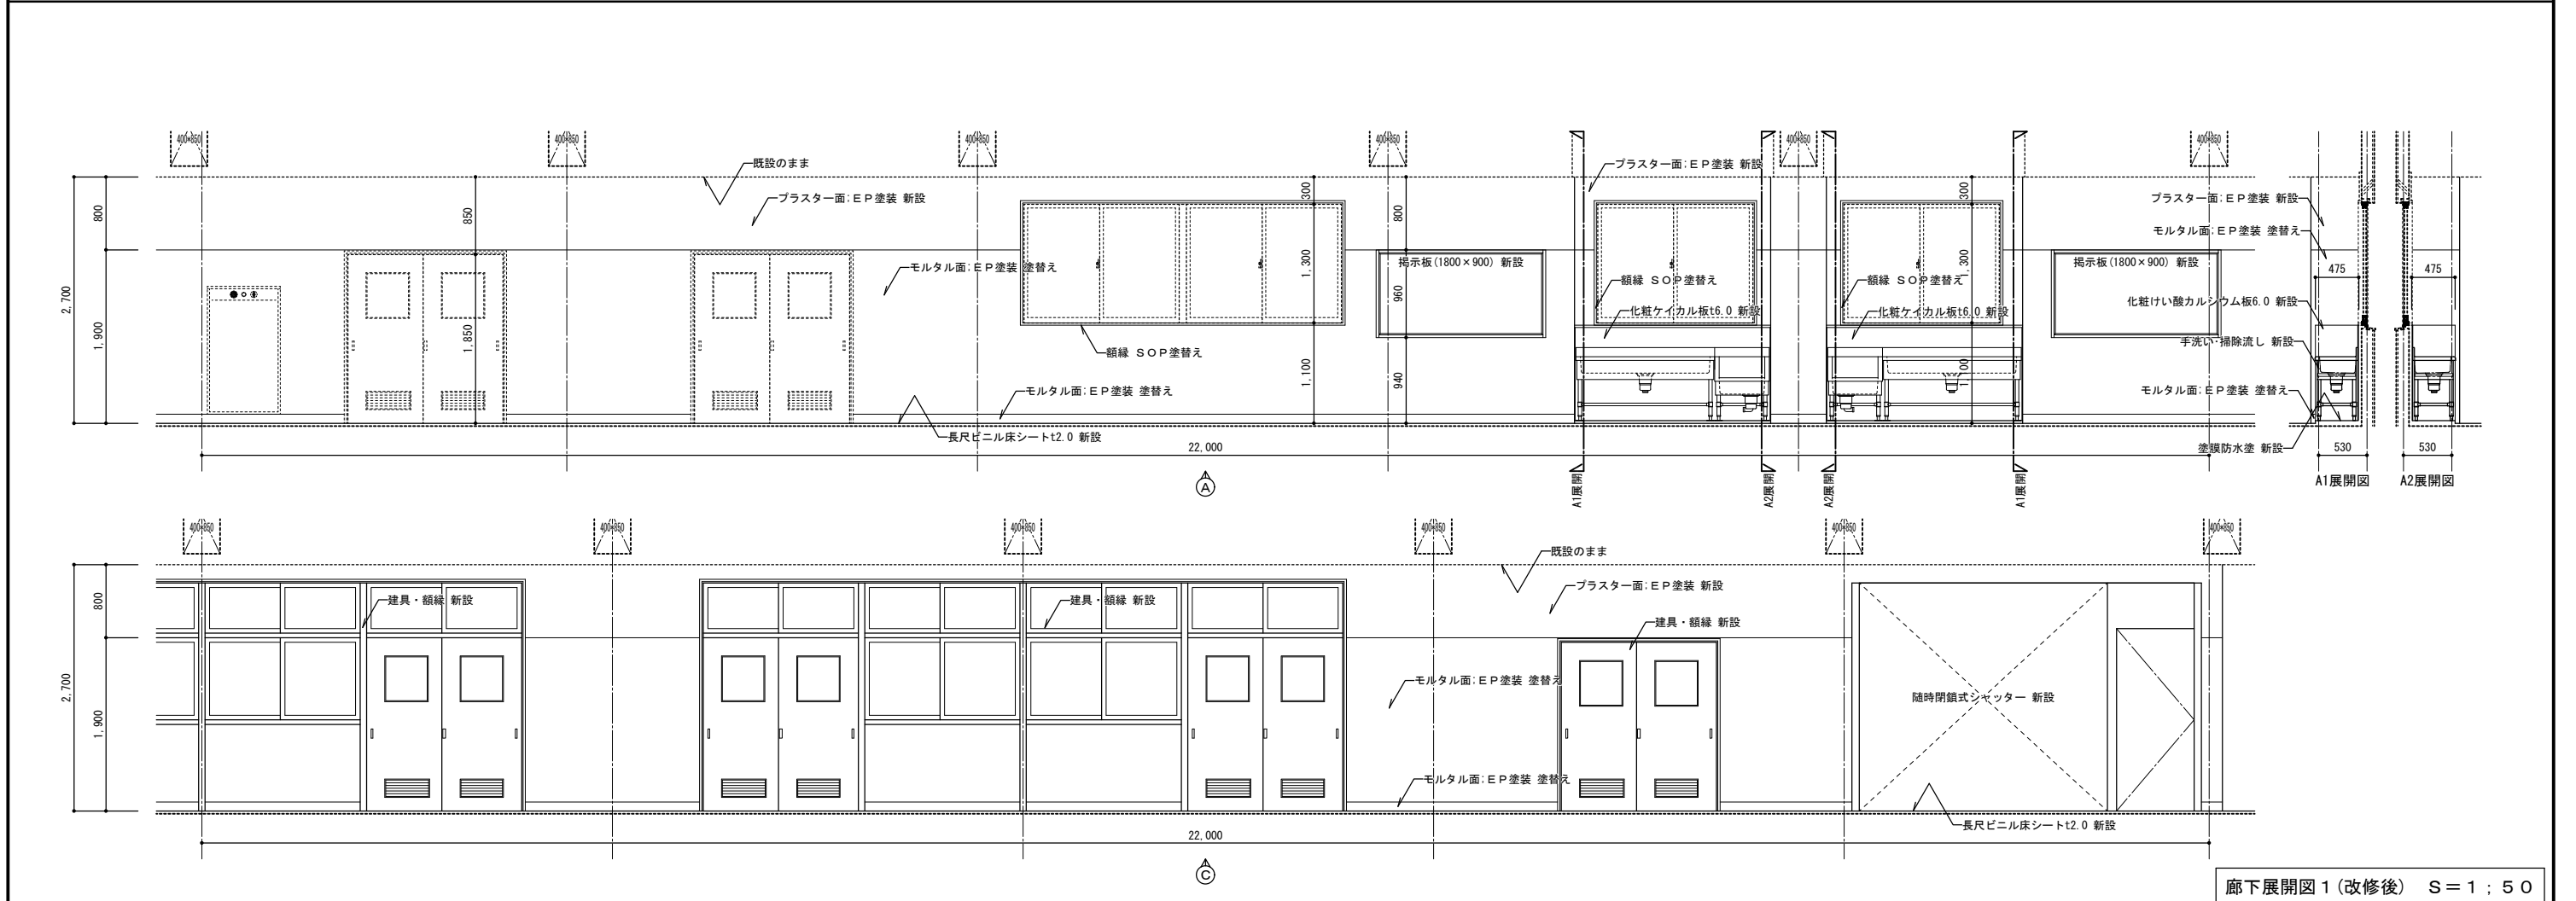 400*850
400*850
400*850
400*850
400*850
400*850
既設のまま
プラスター面;EP塗装 新設
プラスター面;EP塗装 新設
プラスター面;EP塗装 新設
モルタル面;EP塗装 塗替え
モルタル面;EP塗装 塗替え
800
1,900
2,700
850
1,850
300
1,300
1,100
800
960
940
300
1,300
1,100
掲示板(1800×900) 新設
掲示板(1800×900) 新設
額縁 SOP塗替え
額縁 SOP塗替え
額縁 SOP塗替え
化粧ケイカル板t6.0 新設
化粧ケイカル板t6.0 新設
475
475
化粧けい酸カルシウム板6.0 新設
手洗い・掃除流し 新設
モルタル面;EP塗装 塗替え
モルタル面;EP塗装 塗替え
長尺ビニル床シートt2.0 新設
塗膜防水塗 新設
530
530
22,000
A
A1展開
A2展開
A2展開
A1展開
A1展開図
A2展開図
400*850
400*850
400*850
400*850
400*850
400*850
既設のまま
プラスター面;EP塗装 新設
建具・額縁 新設
建具・額縁 新設
建具・額縁 新設
800
1,900
2,700
モルタル面;EP塗装 塗替え
随時閉鎖式シャッター 新設
モルタル面;EP塗装 塗替え
長尺ビニル床シートt2.0 新設
22,000
C
廊下展開図1(改修後) S=1;50